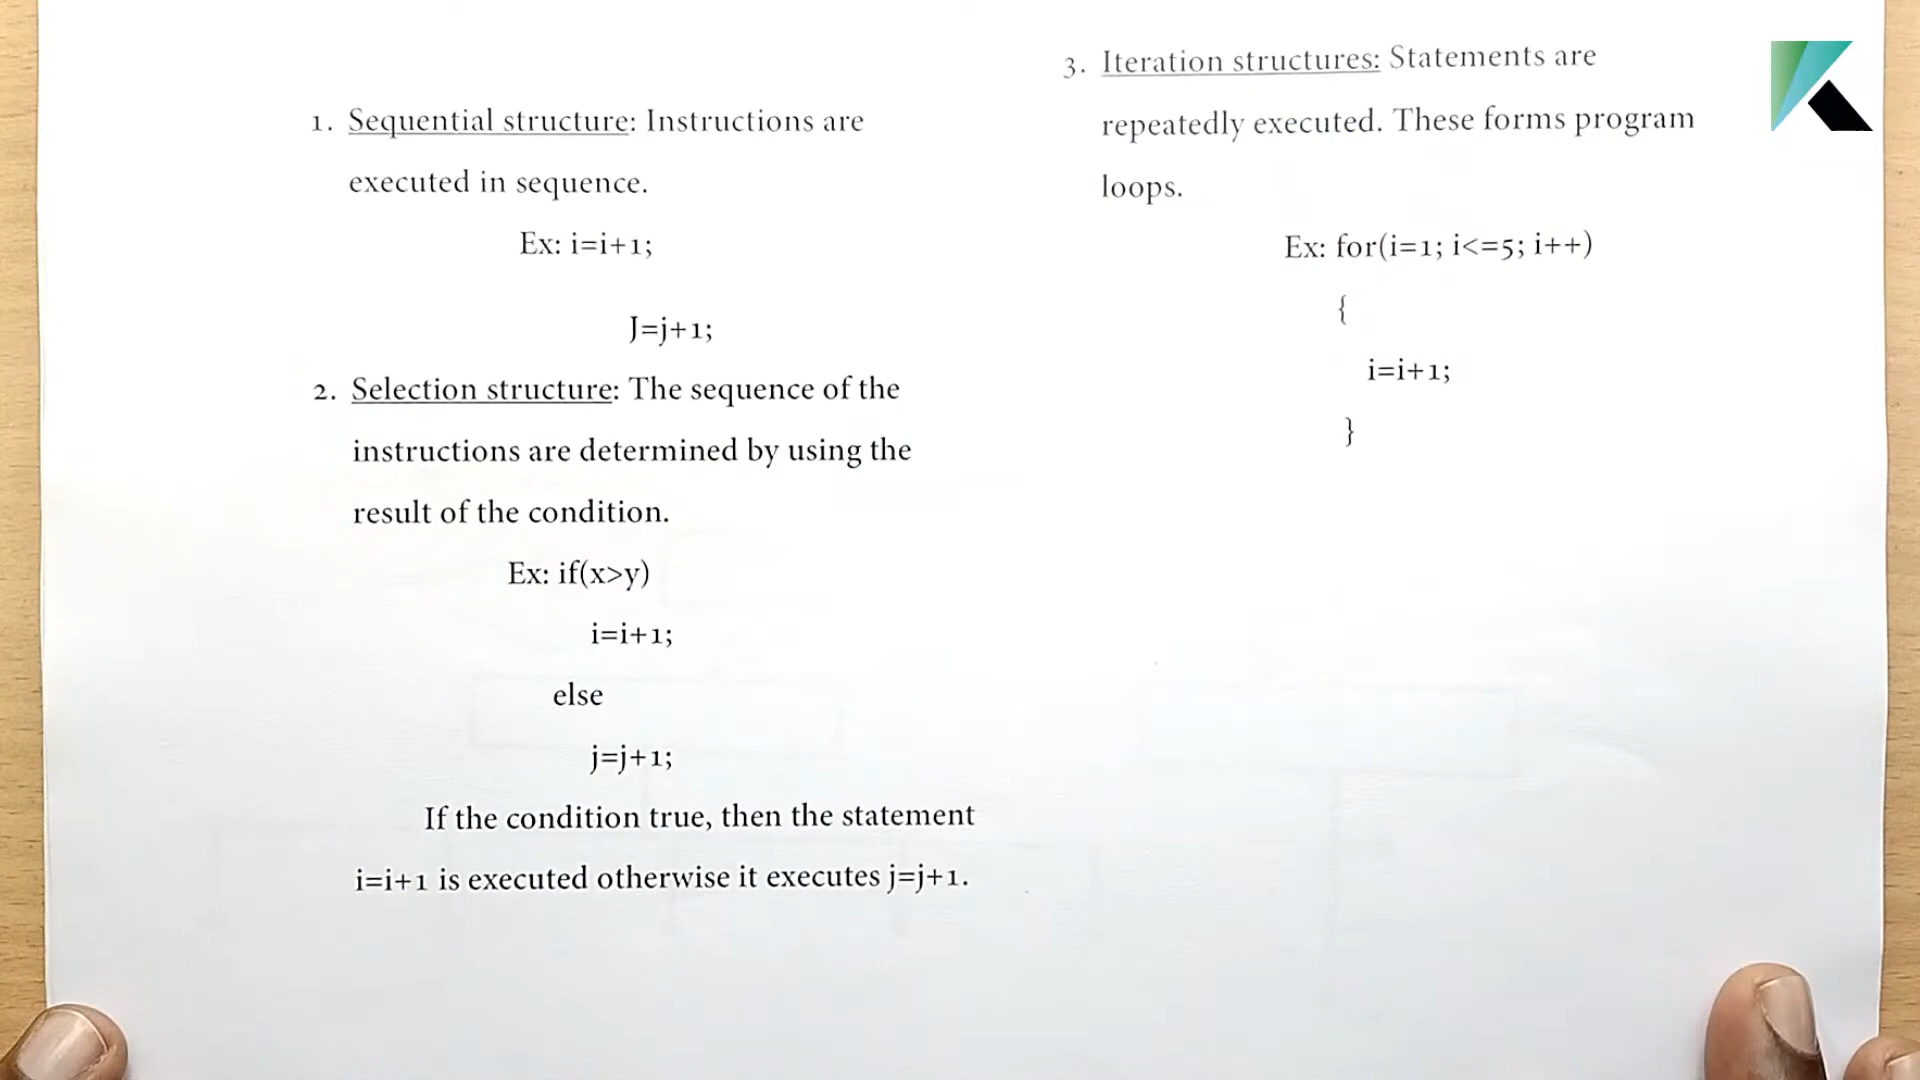 1. Sequential structure: Instructions are
executed in sequence.
Ex: i=i+1;
J=j+1;
2. Selection structure: The sequence of the
instructions are determined by using the
result of the condition.
Ex: if(x>y)
i=i+1;
else
j=j+1;
If the condition true, then the statement
i=i+1 is executed otherwise it executes j=j+1.
3. Iteration structures: Statements are
repeatedly executed. These forms program
loops.
Ex: for(i=1; i<=5; i++)
{
i=i+1;
}